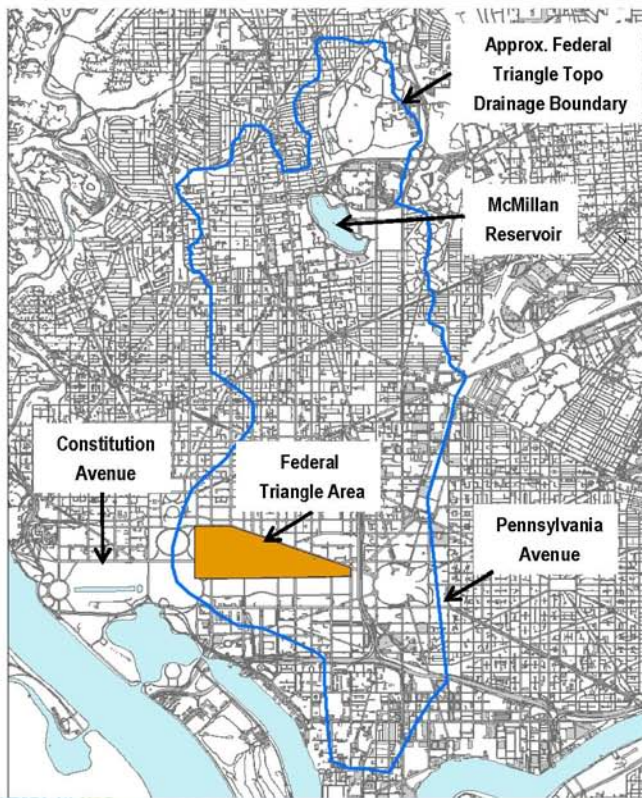 Approx. Federal
Triangle Topo
Drainage Boundary
McMillan
Reservoir
Constitution
Avenue
Federal
Triangle Area
Pennsylvania
Avenue